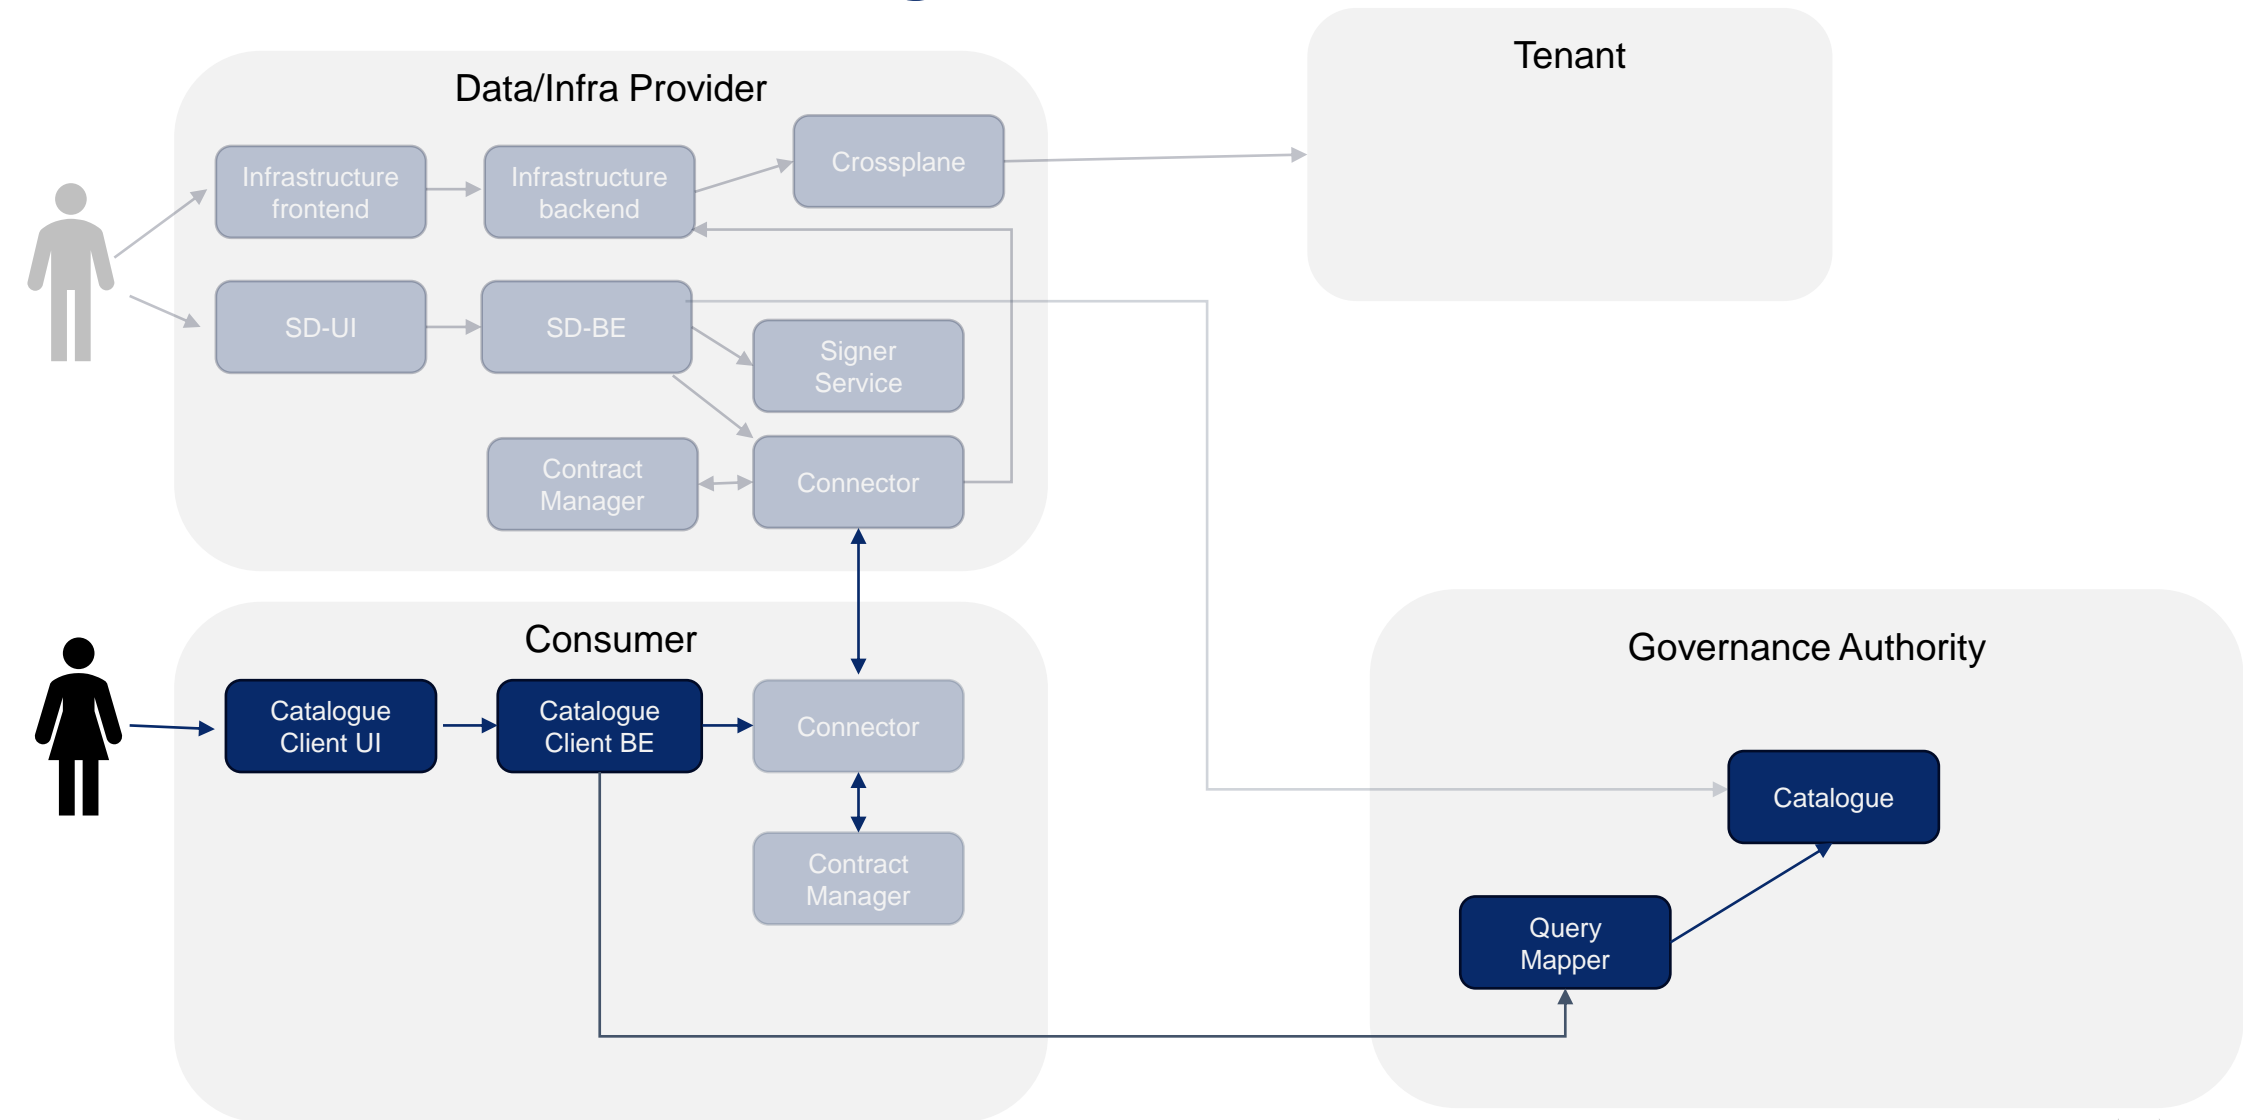 Tenant
Data/Infra Provider
Crossplane
Infrastructure
frontend
Infrastructure
backend
SD-UI
SD-BE
Signer
Service
Contract
Manager
Connector
Consumer
Governance Authority
Catalogue
Client UI
Catalogue
Client BE
Connector
Catalogue
Contract
Manager
Query
Mapper